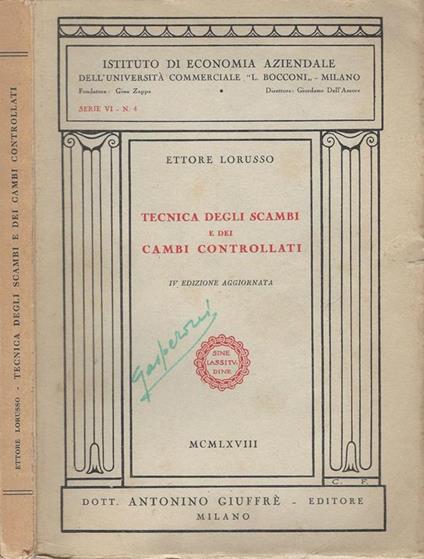 ETTORE LORUSSO - TECNICA DEGLI SCAMBI E DEI CAMBI CONTROLLATI
ISTITUTO DI ECONOMIA AZIENDALE
DELL'UNIVERSITÀ COMMERCIALE "L. BOCCONI„ - MILANO
Fondatore: Gino Zappa • Direttore: Giordano Dell'Amore
SERIE VI - N. 4
ETTORE LORUSSO
TECNICA DEGLI SCAMBI
E DEI
CAMBI CONTROLLATI
IV EDIZIONE AGGIORNATA
Gasperoni
SINE
LASSITU
DINE
MCMLXVIII
C. F.
DOTT. ANTONINO GIUFFRÈ - EDITORE
MILANO